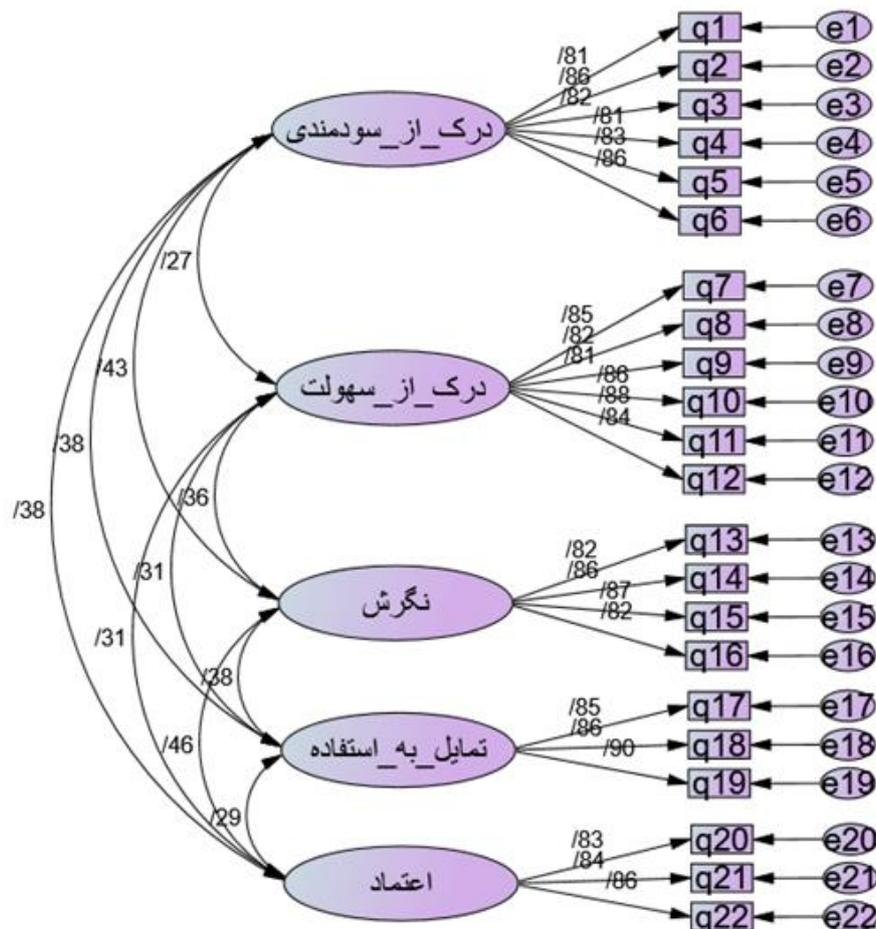 q1 e1
/81
q2 e2
/86
/82
q3 e3
درک_از_سودمندی
/81
q4 e4
/83
q5 e5
/86
q6 e6
/27
q7 e7
/85
q8 e8
/82
/81
q9 e9
/43
درک_از_سهولت
/86
q10 e10
/88
q11 e11
/84
/38
q12 e12
/36
/38
q13 e13
/82
/31
q14 e14
/86
/87
نگرش
q15 e15
/82
/31
q16 e16
/38
q17 e17
/85
/86
/46
تمایل_به_استفاده
/90
q18 e18
q19 e19
/29
/83
q20 e20
/84
اعتماد
/86
q21 e21
q22 e22